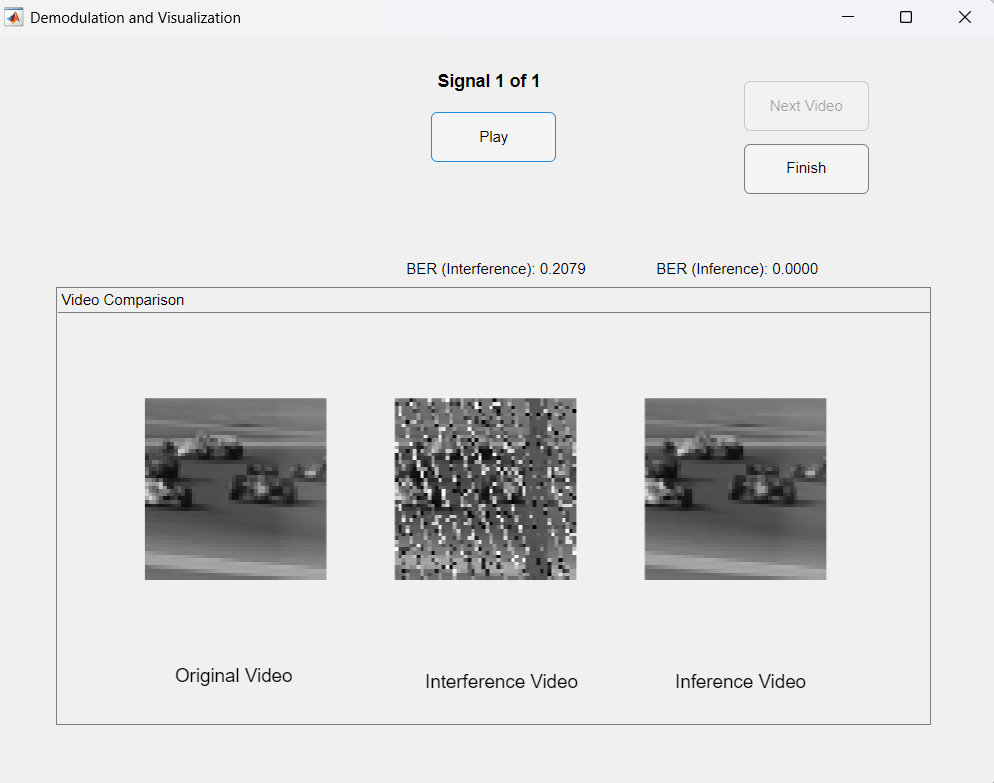 Demodulation and Visualization
Signal 1 of 1
Play
Next Video
Finish
BER (Interference): 0.2079
BER (Inference): 0.0000
Video Comparison
Original Video
Interference Video
Inference Video